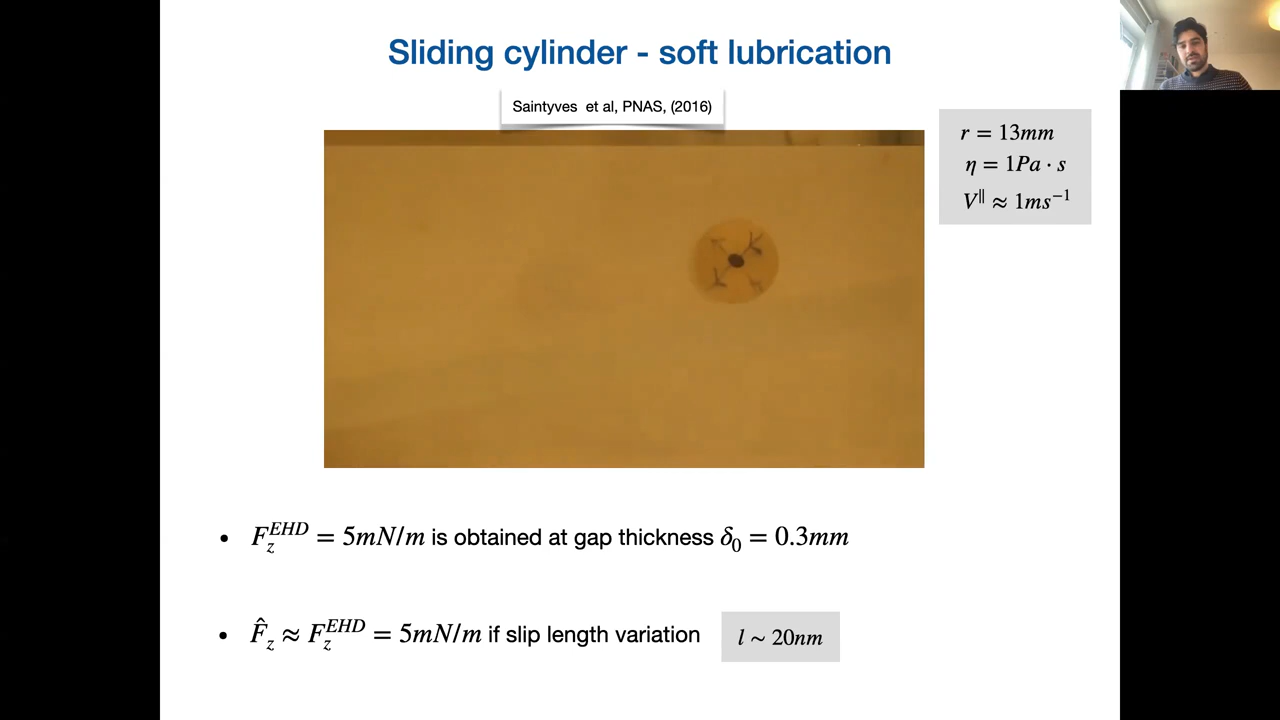 Sliding cylinder - soft lubrication
Saintyves et al, PNAS, (2016)
r = 13mm
η = 1Pa · s
V^∥ ≈ 1ms⁻¹
• F_z^{EHD} = 5mN/m is obtained at gap thickness δ₀ = 0.3mm
• F̂_z ≈ F_z^{EHD} = 5mN/m if slip length variation l ~ 20nm